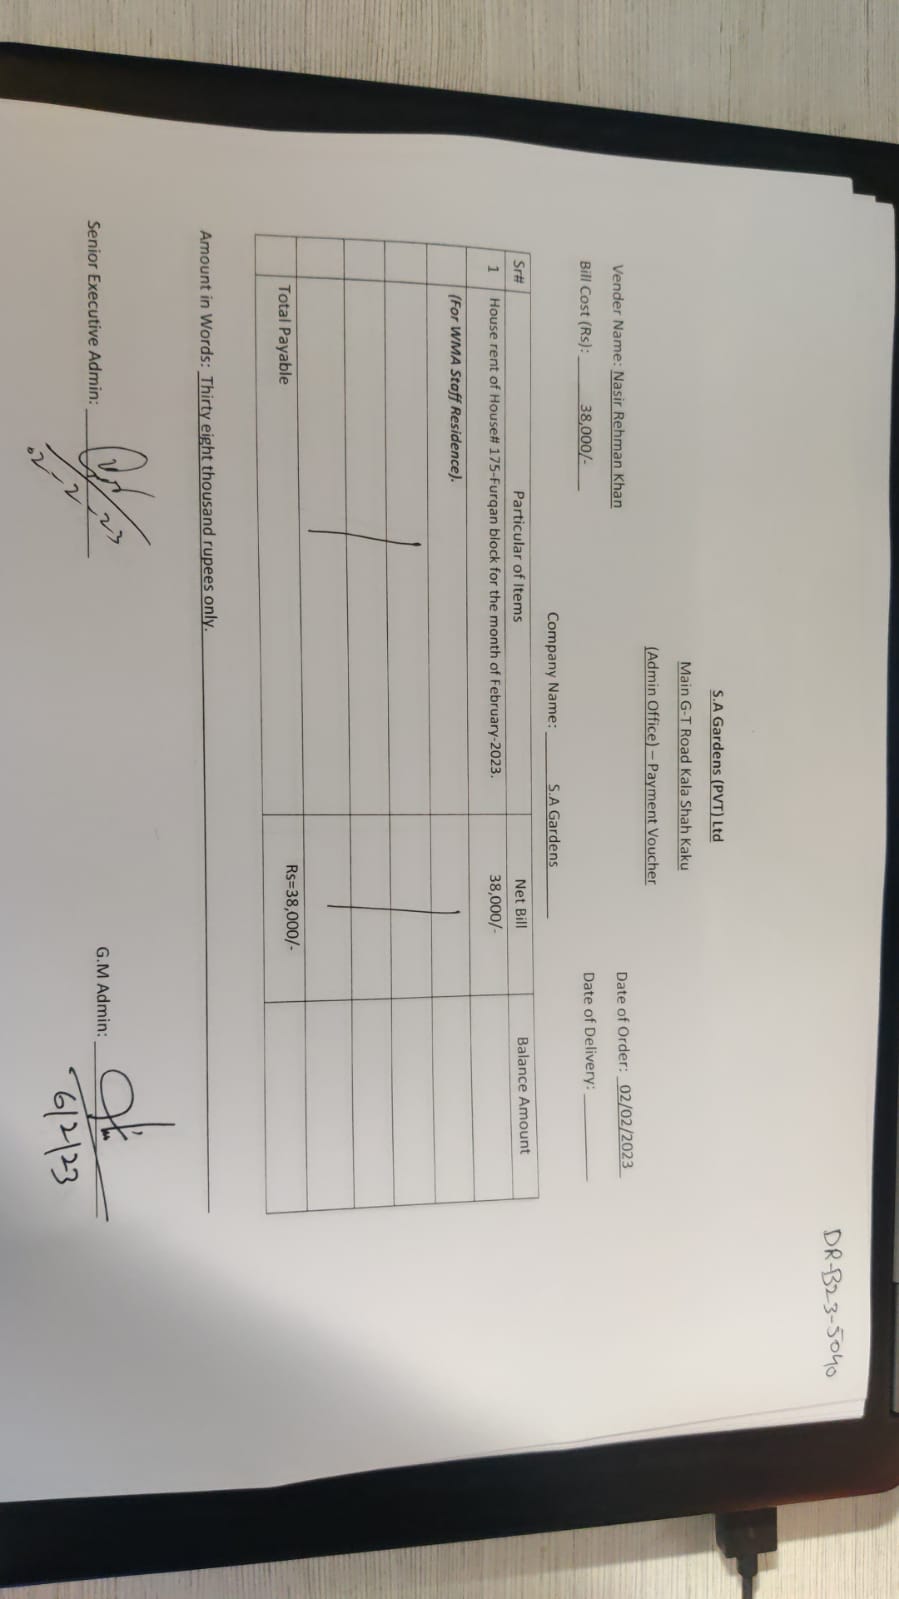 DR-B23-5040
S.A Gardens (PVT) Ltd
Main G-T Road Kala Shah Kaku
(Admin Office) – Payment Voucher
Vender Name: Nasir Rehman Khan Date of Order: 02/02/2023
Bill Cost (Rs): 38,000/- Date of Delivery:
Company Name: S.A Gardens
Sr# Particular of Items Net Bill Balance Amount
1 House rent of House# 175-Furqan block for the month of February-2023. 38,000/-
(For WMA Staff Residence).
Total Payable Rs=38,000/-
Amount in Words: Thirty eight thousand rupees only.
Senior Executive Admin: G.M Admin:
02-2-23 6/2/23